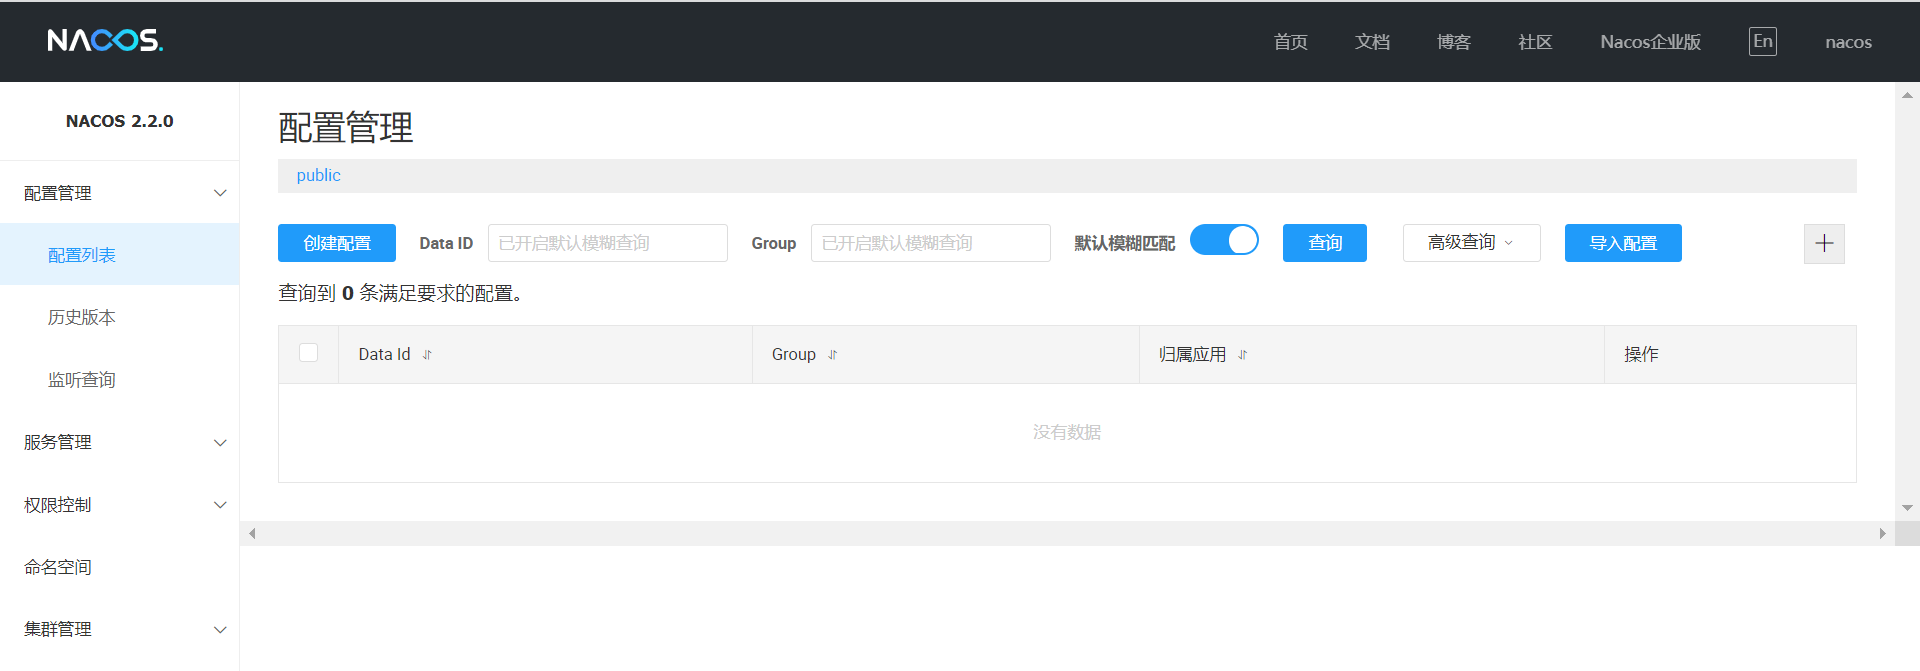 NACOS.
首页 文档 博客 社区 Nacos企业版 En nacos
NACOS 2.2.0
配置管理
配置列表
历史版本
监听查询
服务管理
权限控制
命名空间
集群管理
配置管理
public
创建配置 Data ID 已开启默认模糊查询 Group 已开启默认模糊查询 默认模糊匹配 查询 高级查询 导入配置
查询到 0 条满足要求的配置。
Data Id Group 归属应用 操作
没有数据